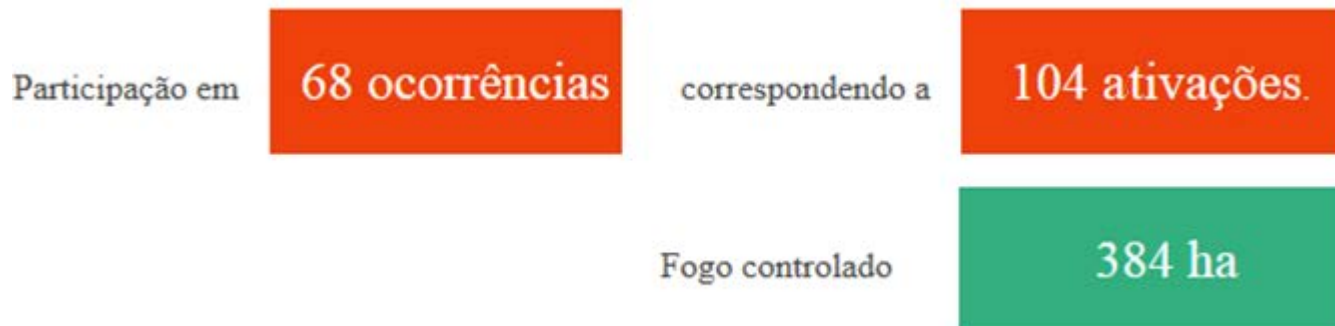 Participação em 68 ocorrências correspondendo a 104 ativações.
Fogo controlado 384 ha